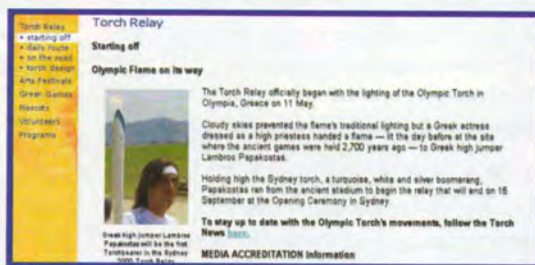 Torch Relay
• starting off
• daily route
• on the road
• torch design
Arts Festivals
Green Games
Mascots
Volunteers
Programs
Torch Relay
Starting off
Olympic Flame on its way
The Torch Relay officially began with the lighting of the Olympic Torch in
Olympia, Greece on 11 May.
Cloudy skies prevented the flame's traditional lighting but a Greek actress
dressed as a high priestess handed a flame — lit the day before at the site
where the ancient games were held 2,700 years ago — to Greek high jumper
Lambros Papakostas.
Holding high the Sydney torch, a turquoise, white and silver boomerang,
Papakostas ran from the ancient stadium to begin the relay that will end on 15
September at the Opening Ceremony in Sydney.
To stay up to date with the Olympic Torch's movements, follow the Torch
News here.
Greek high jumper Lambros
Papakostas will be the first
Torchbearer in the Sydney
2000 Torch Relay
MEDIA ACCREDITATION Information